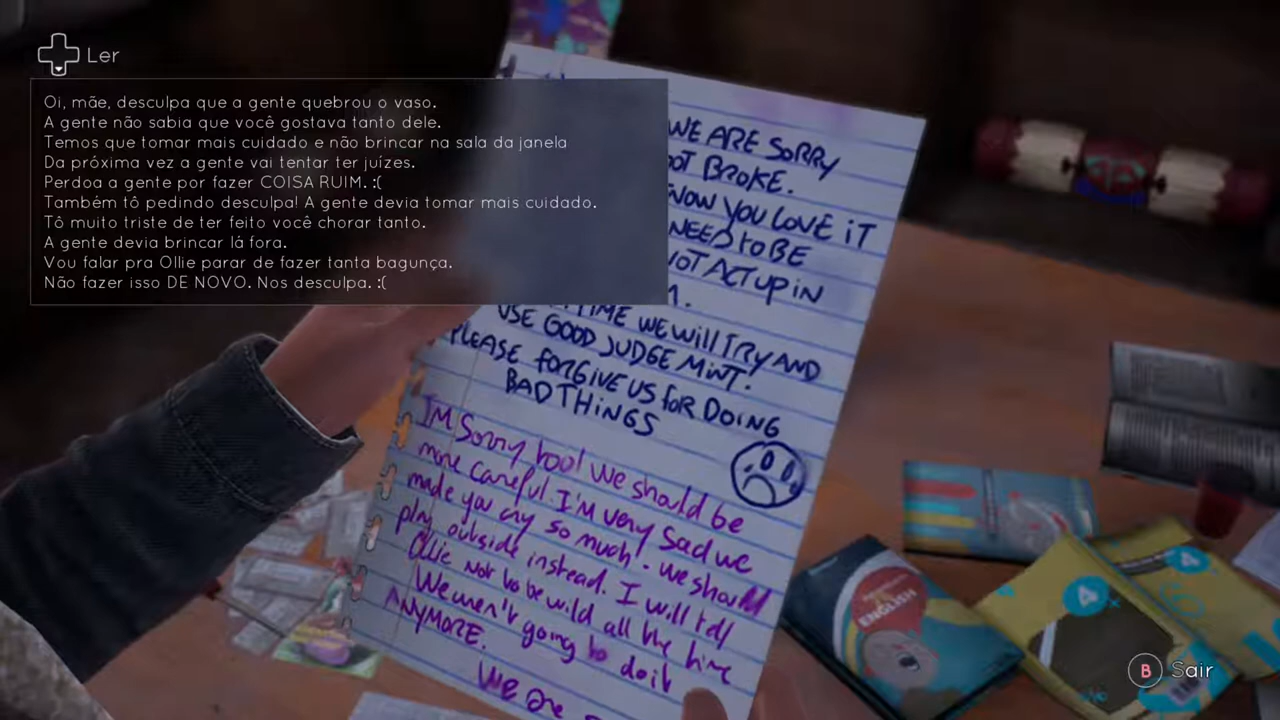 Ler
Oi, mãe, desculpa que a gente quebrou o vaso.
A gente não sabia que você gostava tanto dele.
Temos que tomar mais cuidado e não brincar na sala da janela
Da próxima vez a gente vai tentar ter juízes.
Perdoa a gente por fazer COISA RUIM. :(
Também tô pedindo desculpa! A gente devia tomar mais cuidado.
Tô muito triste de ter feito você chorar tanto.
A gente devia brincar lá fora.
Vou falar pra Ollie parar de fazer tanta bagunça.
Não fazer isso DE NOVO. Nos desculpa. :(
WE ARE SORRY
BROKE.
YOU LOVE iT
NEED to BE
ACT UP iN
TIME WE WiLL TRY AND
USE GOOD JUDGE MiNT!
PLEASE FORGiVE US FOR DOiNG
BAD THiNGS
I'M Sorry too! We should be
more careful. I'm very sad we
made you cry so much! . We should
play outside instead. I will tell
Ollie not to be wild all the time
We weren't going to do it
ANYMORE.
We are
ENGLISH
4
4
B Sair